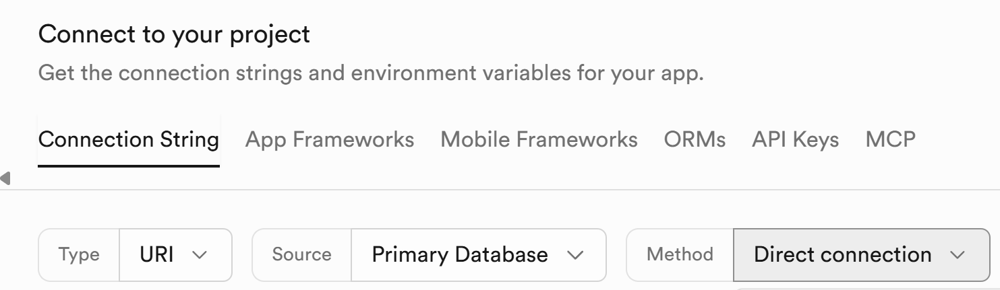 Connect to your project
Get the connection strings and environment variables for your app.
Connection String App Frameworks Mobile Frameworks ORMs API Keys MCP
Type URI Source Primary Database Method Direct connection